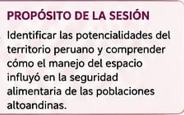 PROPÓSITO DE LA SESIÓN
Identificar las potencialidades del
territorio peruano y comprender
cómo el manejo del espacio
influyó en la seguridad
alimentaria de las poblaciones
altoandinas.